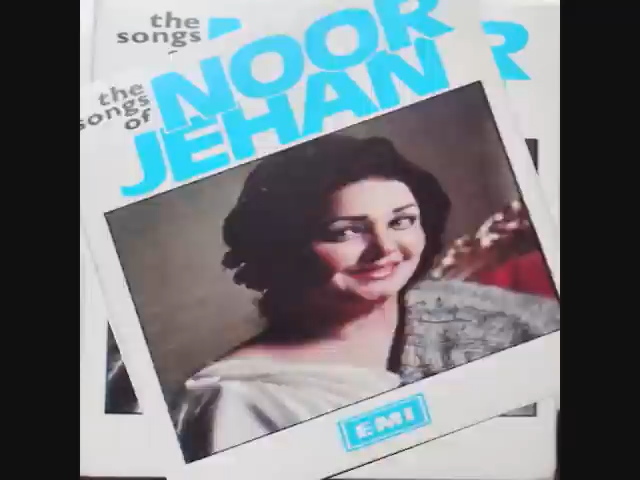 the
songs
R
the
songs
of
NOOR
JEHAN
EMI